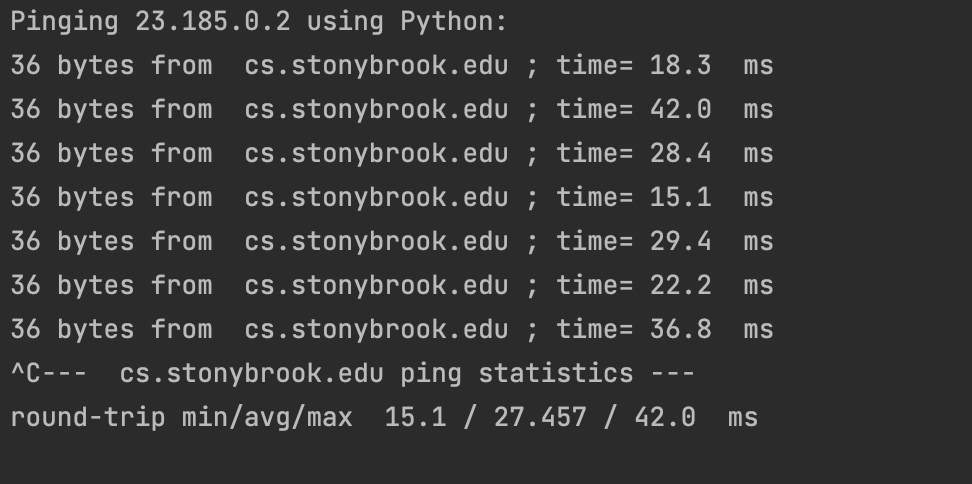 Pinging 23.185.0.2 using Python:
36 bytes from  cs.stonybrook.edu ; time= 18.3  ms
36 bytes from  cs.stonybrook.edu ; time= 42.0  ms
36 bytes from  cs.stonybrook.edu ; time= 28.4  ms
36 bytes from  cs.stonybrook.edu ; time= 15.1  ms
36 bytes from  cs.stonybrook.edu ; time= 29.4  ms
36 bytes from  cs.stonybrook.edu ; time= 22.2  ms
36 bytes from  cs.stonybrook.edu ; time= 36.8  ms
^C---  cs.stonybrook.edu ping statistics ---
round-trip min/avg/max  15.1 / 27.457 / 42.0  ms